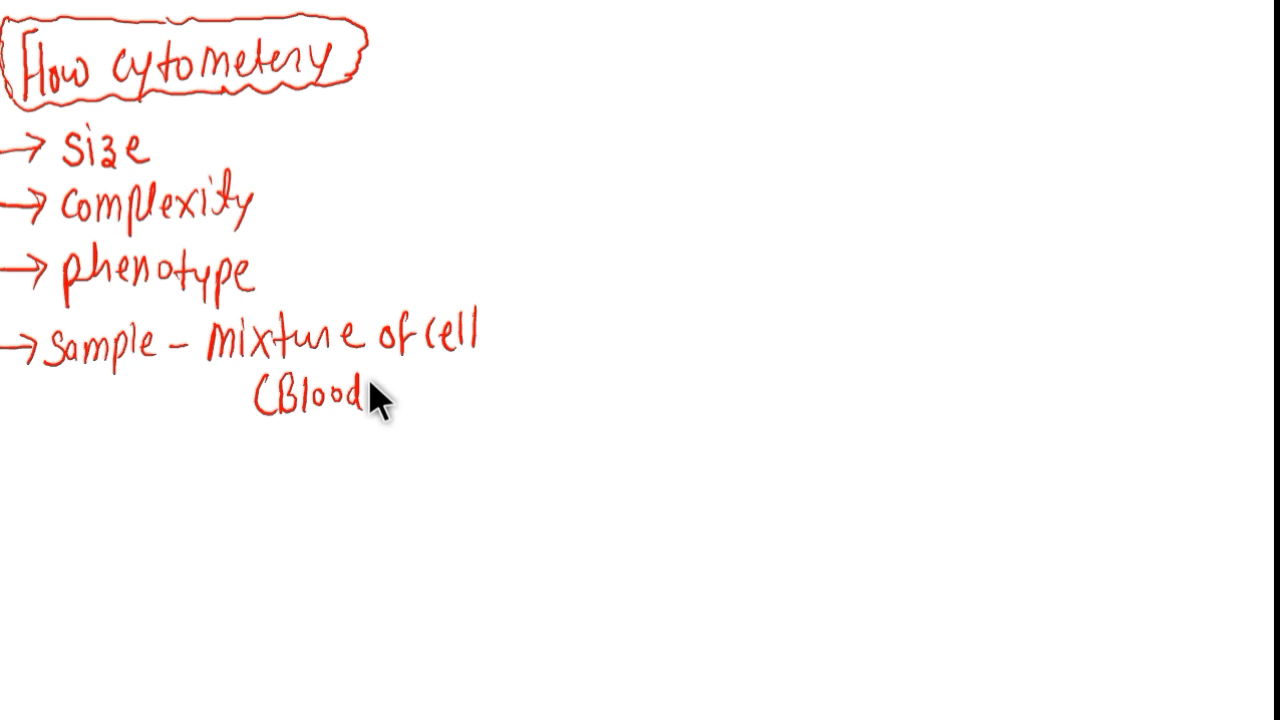 Flow cytometery
→ size
→ complexity
→ phenotype
→ sample - mixture of cell
(Blood